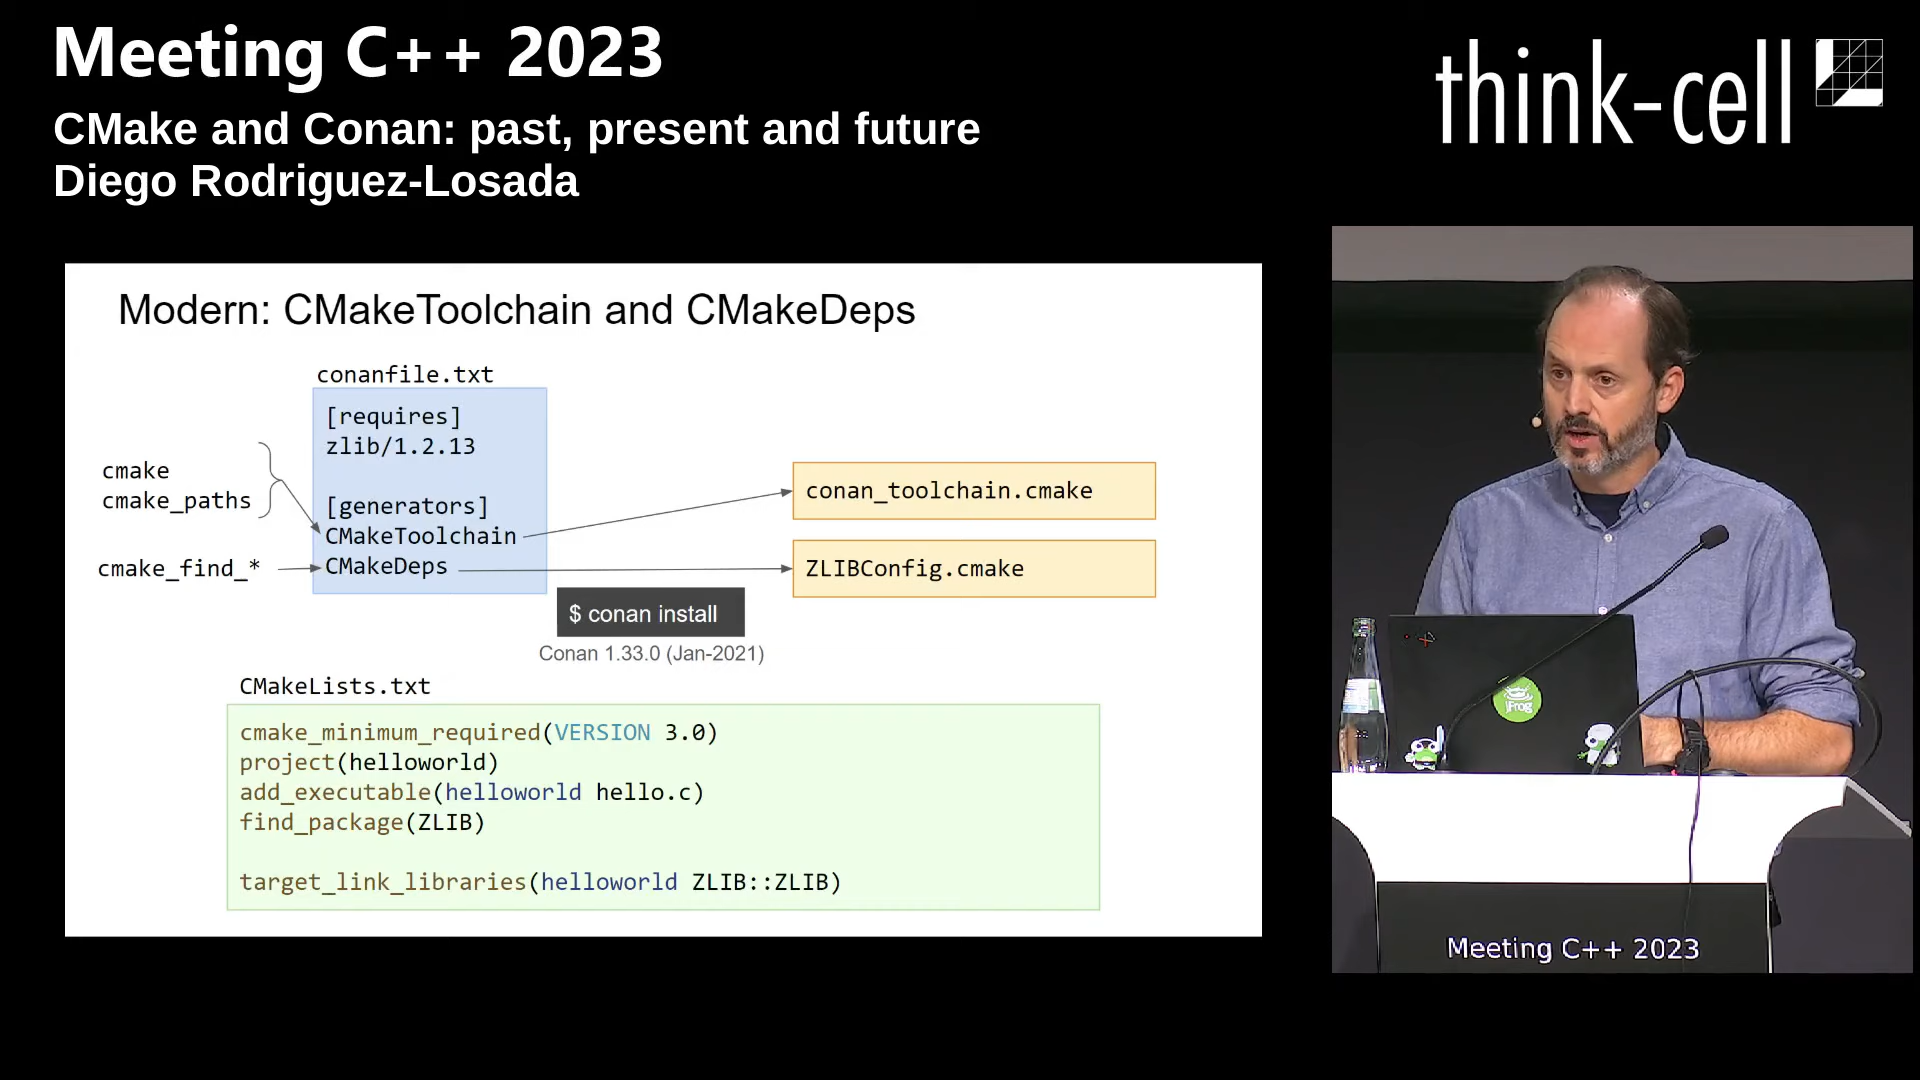 Meeting C++ 2023
CMake and Conan: past, present and future
Diego Rodriguez-Losada
think-cell
Modern: CMakeToolchain and CMakeDeps
conanfile.txt
[requires]
zlib/1.2.13
[generators]
CMakeToolchain
CMakeDeps
cmake
cmake_paths
cmake_find_*
conan_toolchain.cmake
ZLIBConfig.cmake
$ conan install
Conan 1.33.0 (Jan-2021)
CMakeLists.txt
cmake_minimum_required(VERSION 3.0)
project(helloworld)
add_executable(helloworld hello.c)
find_package(ZLIB)
target_link_libraries(helloworld ZLIB::ZLIB)
jFrog
Meeting C++ 2023